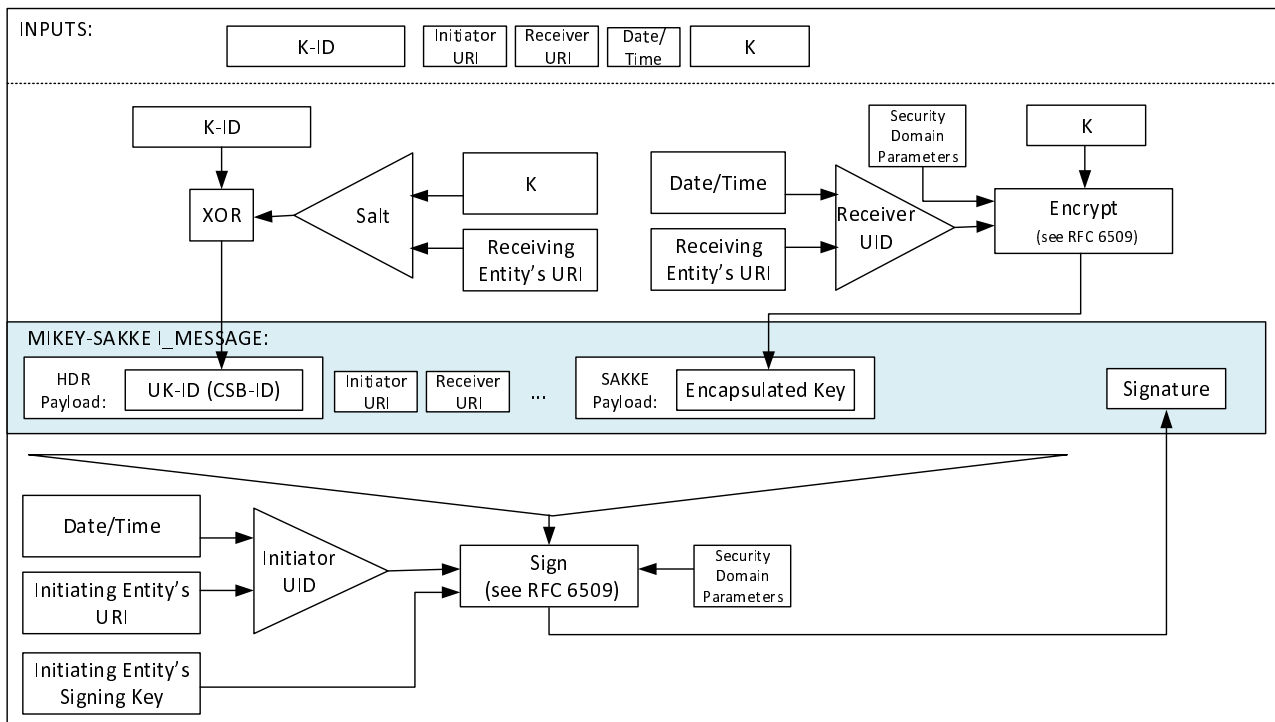 INPUTS:
K-ID
Initiator
URI
Receiver
URI
Date/
Time
K
K-ID
XOR
Salt
K
Receiving
Entity's URI
Date/Time
Receiving
Entity's URI
Receiver
UID
Security
Domain
Parameters
K
Encrypt
(see RFC 6509)
MIKEY-SAKKE I_MESSAGE:
HDR
Payload:
UK-ID (CSB-ID)
Initiator
URI
Receiver
URI
...
SAKKE
Payload:
Encapsulated Key
Signature
Date/Time
Initiating Entity's
URI
Initiator
UID
Initiating Entity's
Signing Key
Sign
(see RFC 6509)
Security
Domain
Parameters